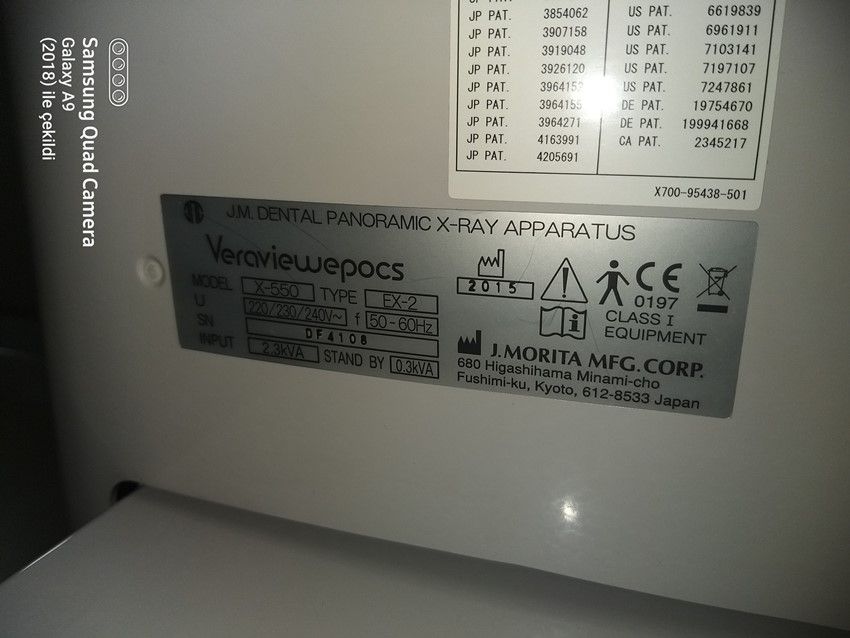 JP PAT. 3854062
JP PAT. 3907158
JP PAT. 3919048
JP PAT. 3926120
JP PAT.
JP PAT.
JP PAT. 3964271
JP PAT. 4163991
JP PAT. 4205691
US PAT. 6619839
US PAT. 6961911
US PAT. 7103141
US PAT. 7197107
US PAT. 7247861
DE PAT. 19754670
DE PAT. 199941668
CA PAT. 2345217
X700-95438-501
J.M. DENTAL PANORAMIC X-RAY APPARATUS
Veraviewepocs
MODEL X-550 TYPE EX-2
U 220/230/240V~ f 50-60Hz
SN DF4108
INPUT 2.3kVA STAND BY 0.3kVA
2015
CE
0197
CLASS I
EQUIPMENT
J.MORITA MFG.CORP.
680 Higashihama Minami-cho
Fushimi-ku, Kyoto, 612-8533 Japan
Samsung Quad Camera
Galaxy A9
(2018) ile çekildi